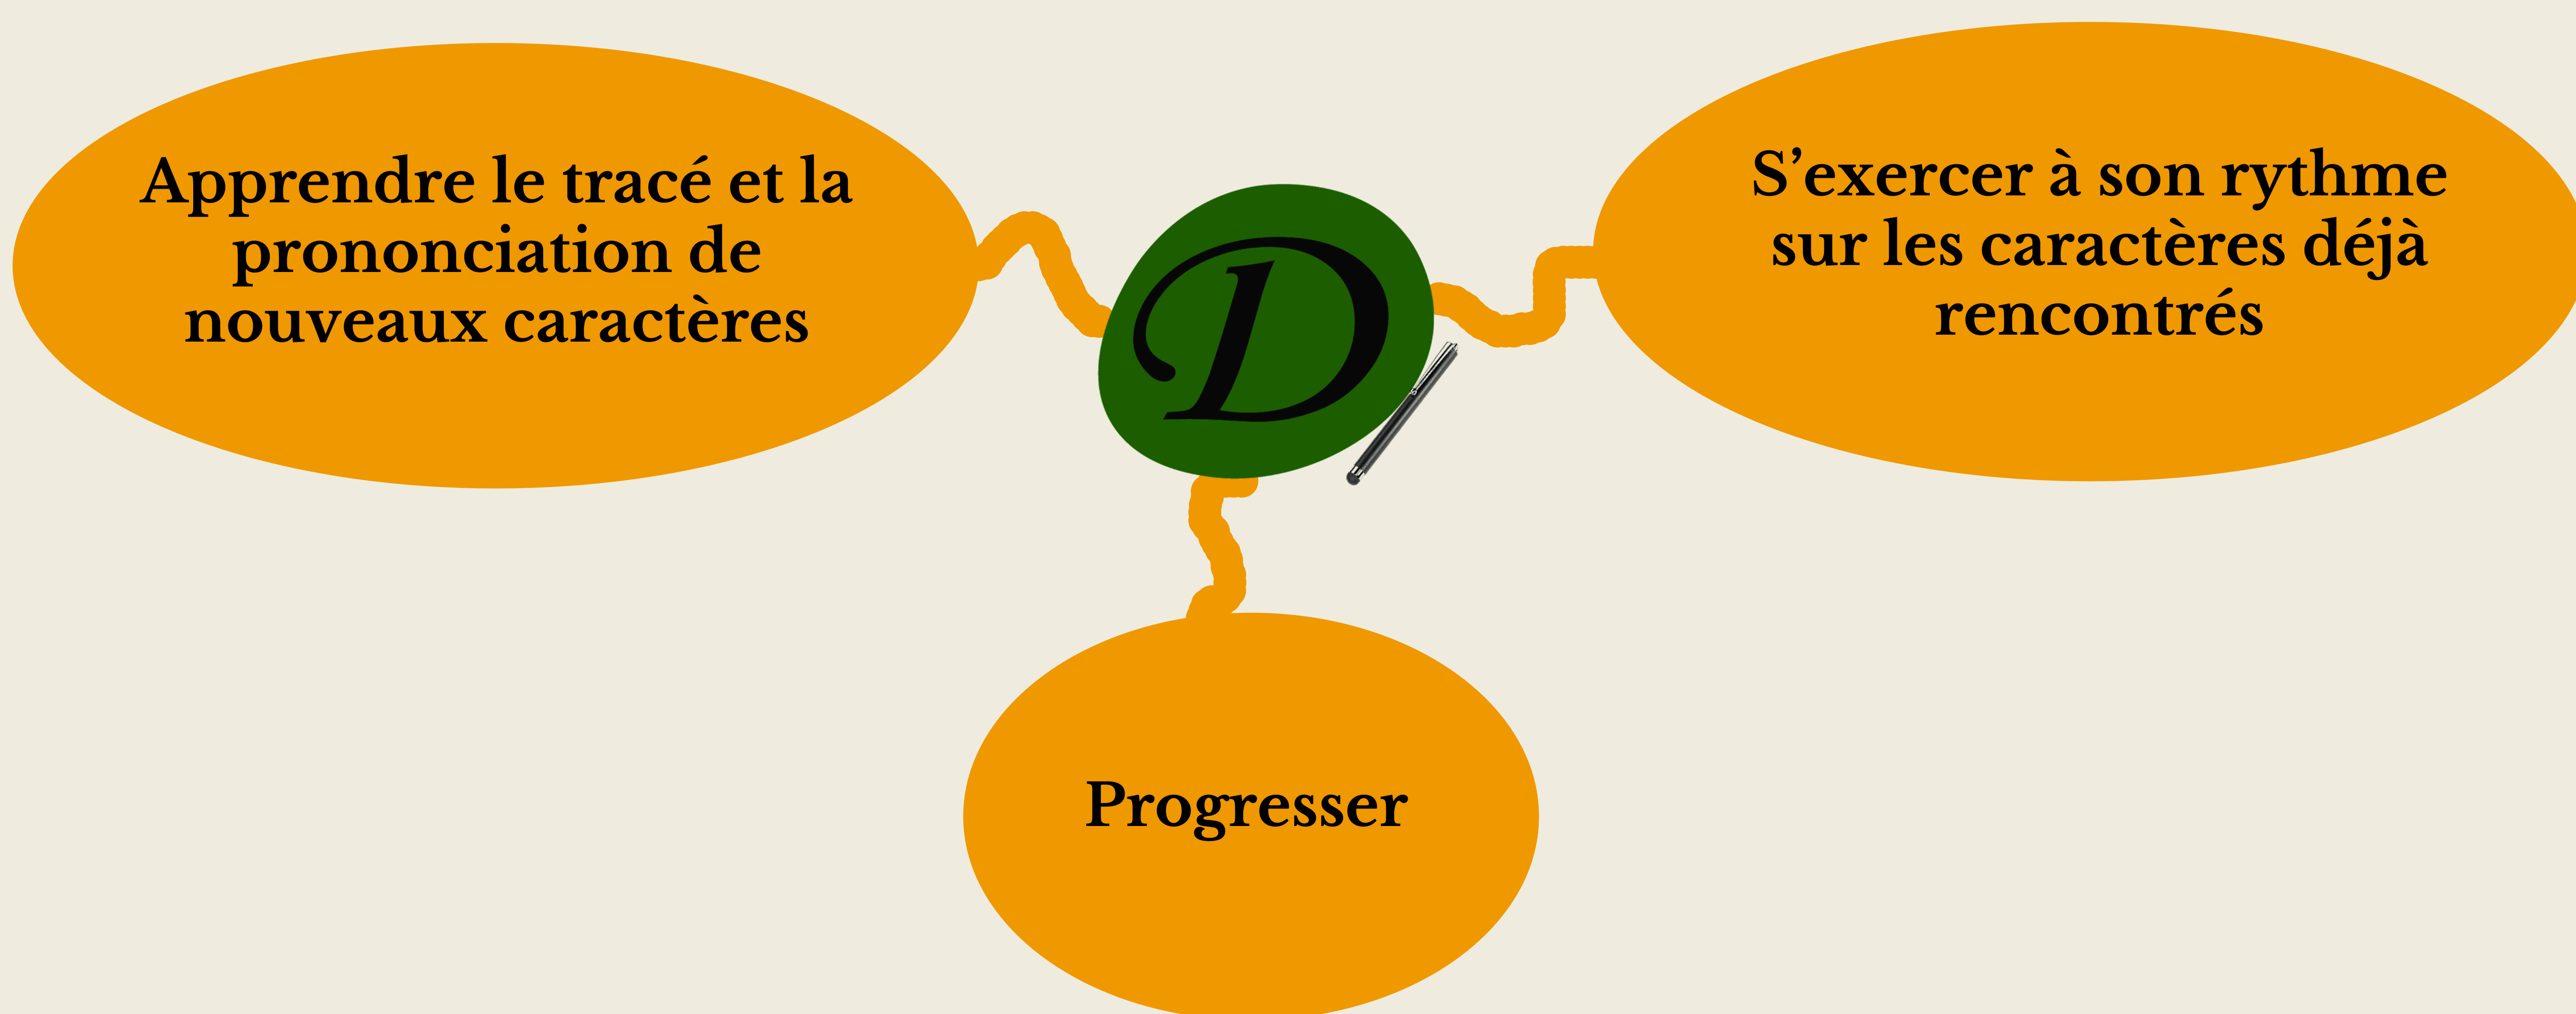 Apprendre le tracé et la
prononciation de
nouveaux caractères
S’exercer à son rythme
sur les caractères déjà
rencontrés
D
Progresser